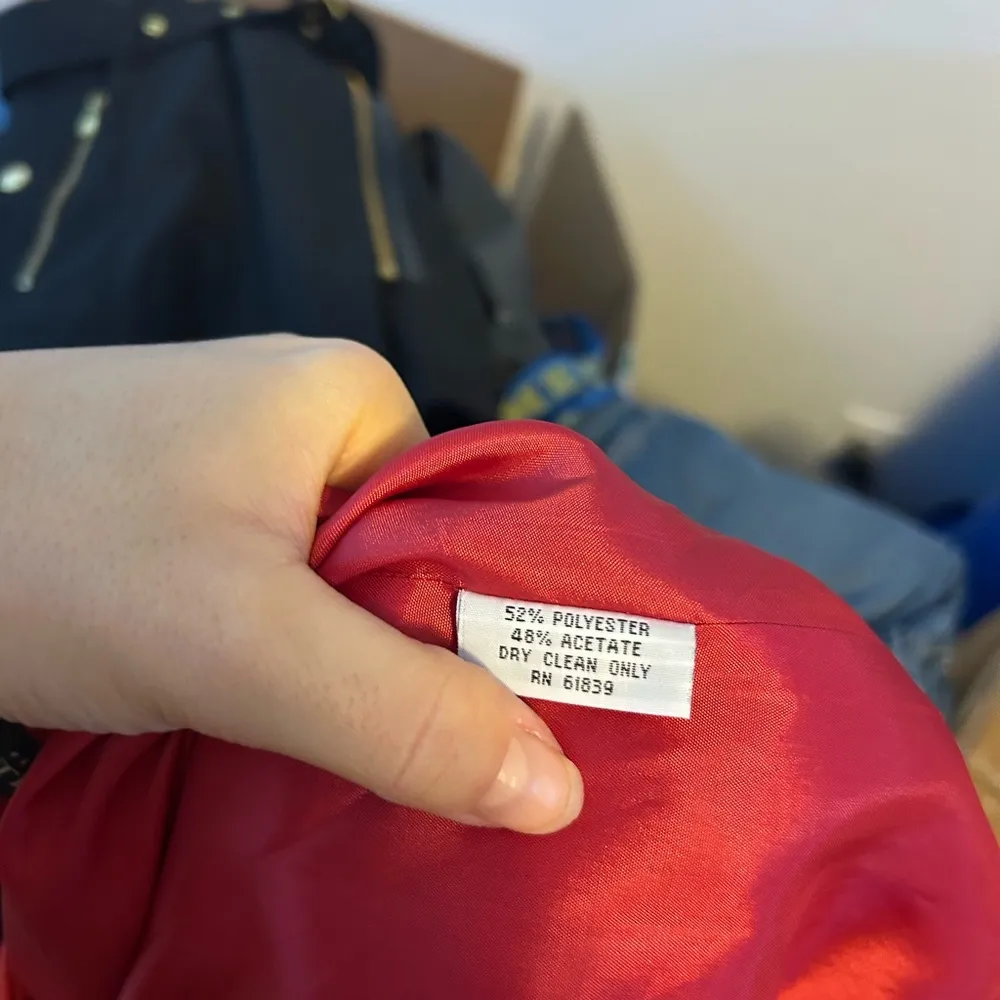 52% POLYESTER
48% ACETATE
DRY CLEAN ONLY
RN 61839